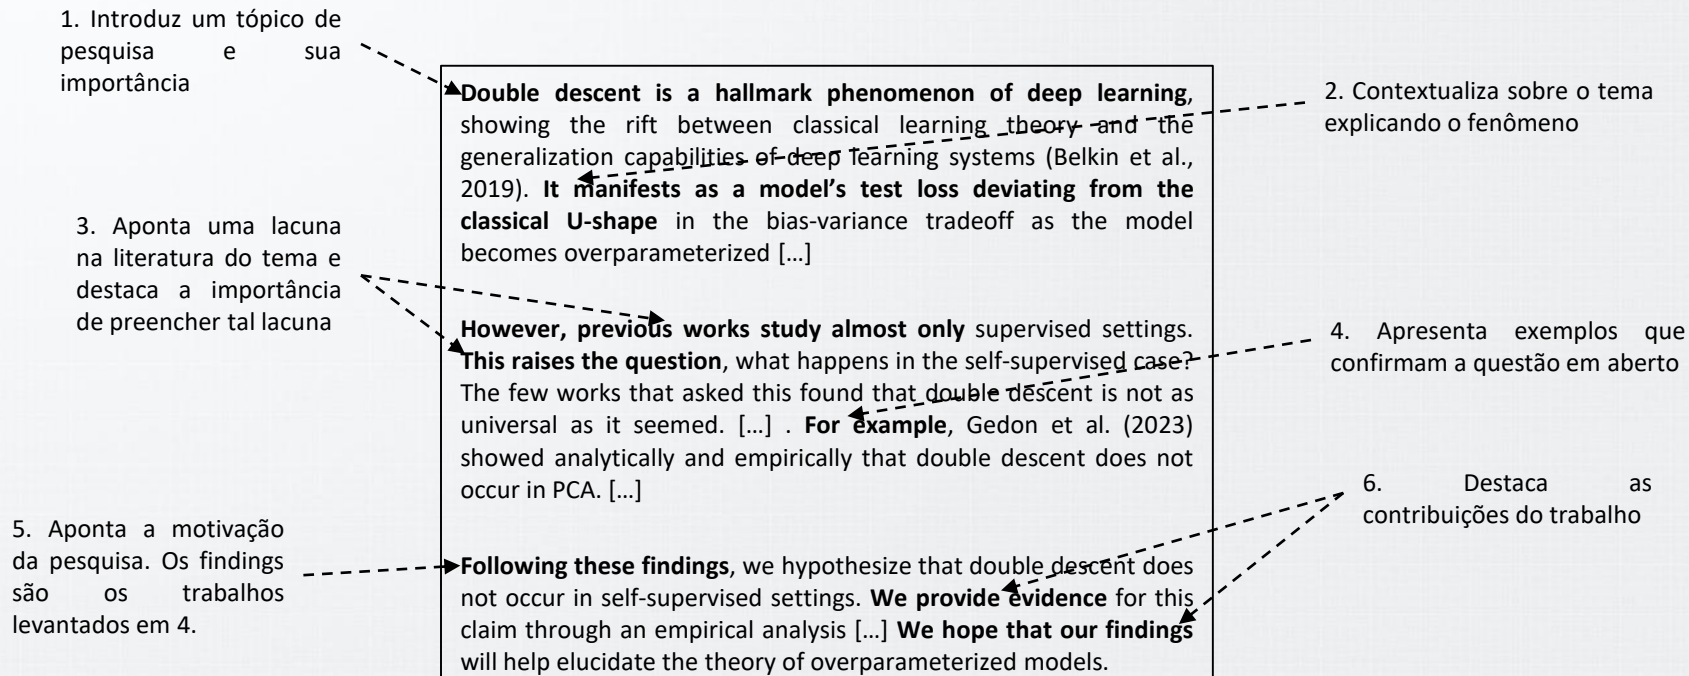 1. Introduz um tópico de
pesquisa e sua
importância
Double descent is a hallmark phenomenon of deep learning,
showing the rift between classical learning theory and the
generalization capabilities of deep learning systems (Belkin et al.,
2019). It manifests as a model's test loss deviating from the
classical U-shape in the bias-variance tradeoff as the model
becomes overparameterized […]
2. Contextualiza sobre o tema
explicando o fenômeno
3. Aponta uma lacuna
na literatura do tema e
destaca a importância
de preencher tal lacuna
However, previous works study almost only supervised settings.
This raises the question, what happens in the self-supervised case?
The few works that asked this found that double descent is not as
universal as it seemed. […] . For example, Gedon et al. (2023)
showed analytically and empirically that double descent does not
occur in PCA. […]
4. Apresenta exemplos que
confirmam a questão em aberto
5. Aponta a motivação
da pesquisa. Os findings
são os trabalhos
levantados em 4.
Following these findings, we hypothesize that double descent does
not occur in self-supervised settings. We provide evidence for this
claim through an empirical analysis […] We hope that our findings
will help elucidate the theory of overparameterized models.
6. Destaca as
contribuições do trabalho